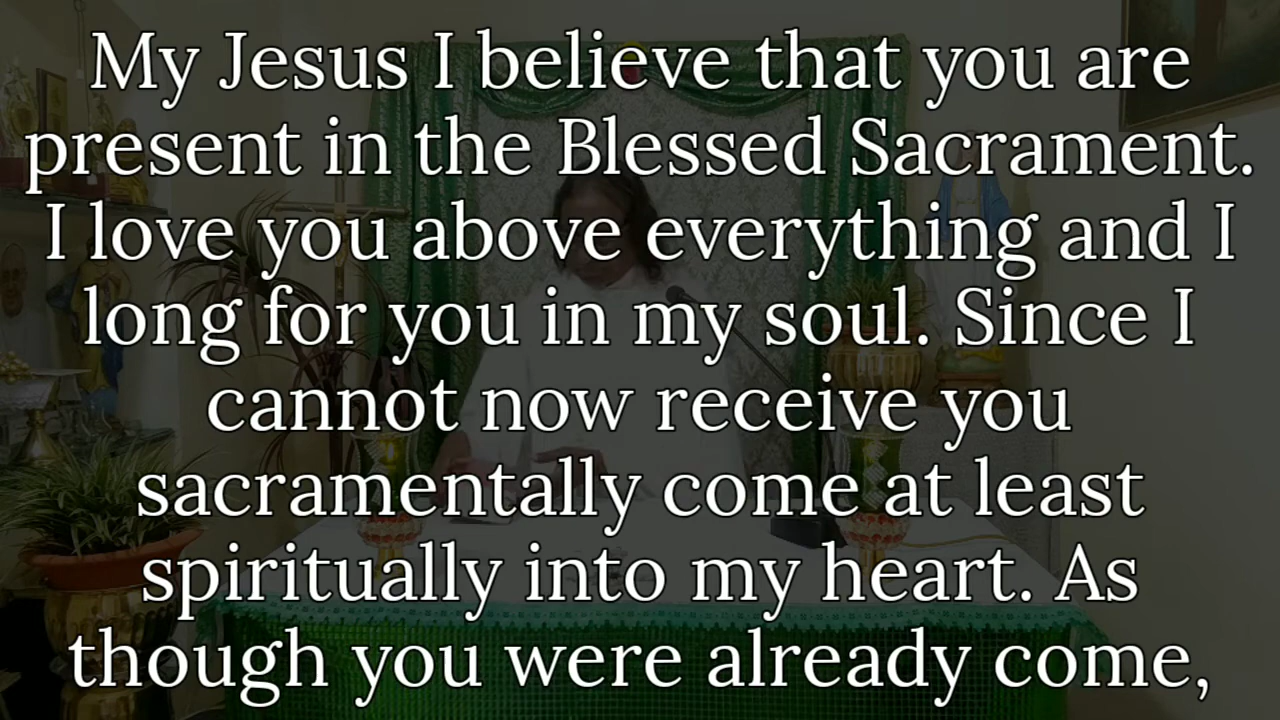 My Jesus I believe that you are
present in the Blessed Sacrament.
I love you above everything and I
long for you in my soul. Since I
cannot now receive you
sacramentally come at least
spiritually into my heart. As
though you were already come,